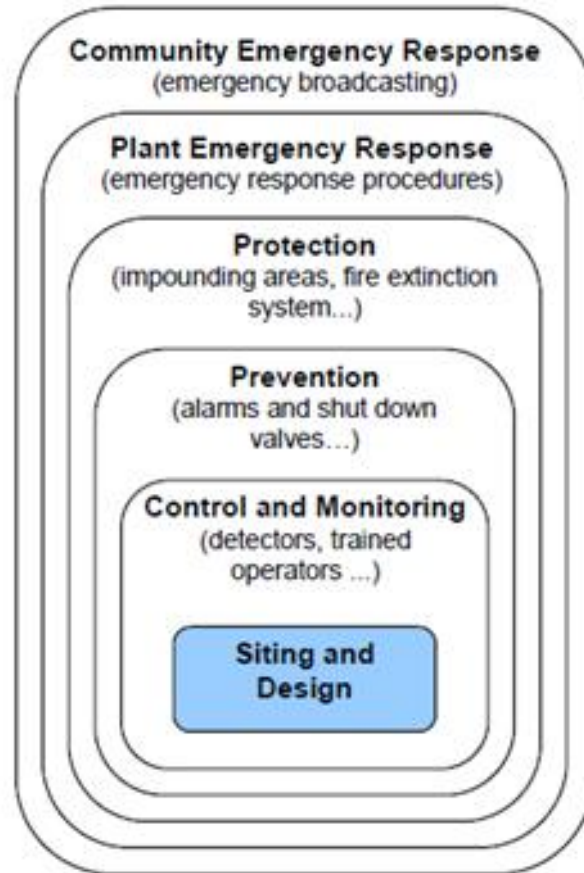 Community Emergency Response
(emergency broadcasting)
Plant Emergency Response
(emergency response procedures)
Protection
(impounding areas, fire extinction
system...)
Prevention
(alarms and shut down
valves...)
Control and Monitoring
(detectors, trained
operators ...)
Siting and
Design